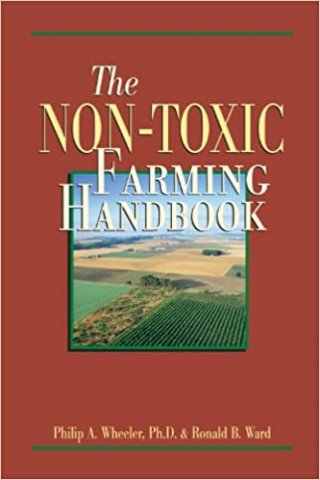 The
NON-TOXIC
FARMING
HANDBOOK
Philip A. Wheeler, Ph.D. & Ronald B. Ward